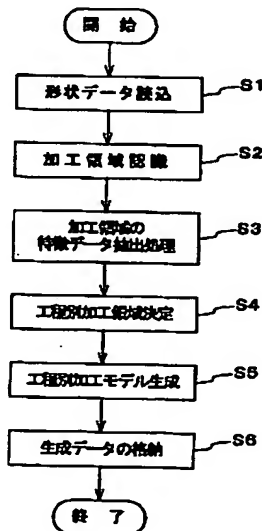 開始
形状データ読込
S1
加工領域認識
S2
加工領域の
特徴データ抽出処理
S3
工程別加工領域決定
S4
工程別加工モデル生成
S5
生成データの格納
S6
終了